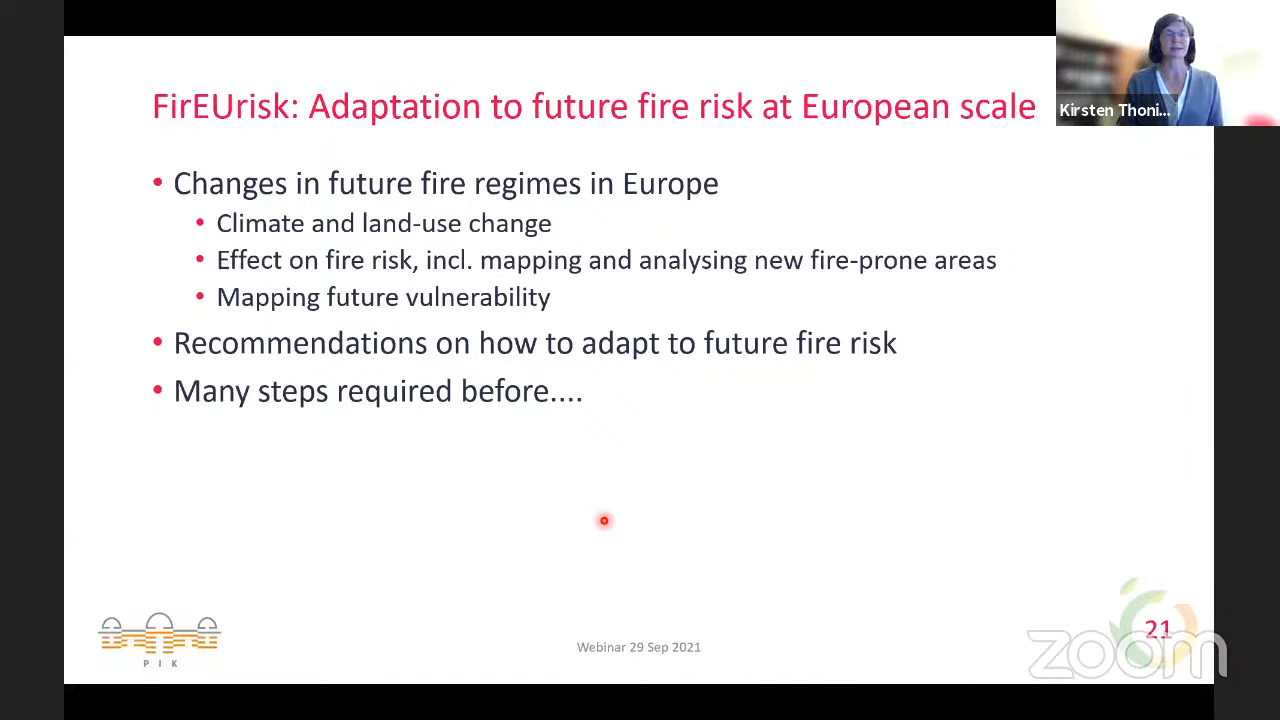 FirEUrisk: Adaptation to future fire risk at European scale
Kirsten Thoni...
• Changes in future fire regimes in Europe
• Climate and land-use change
• Effect on fire risk, incl. mapping and analysing new fire-prone areas
• Mapping future vulnerability
• Recommendations on how to adapt to future fire risk
• Many steps required before....
PIK
Webinar 29 Sep 2021
21
zoom